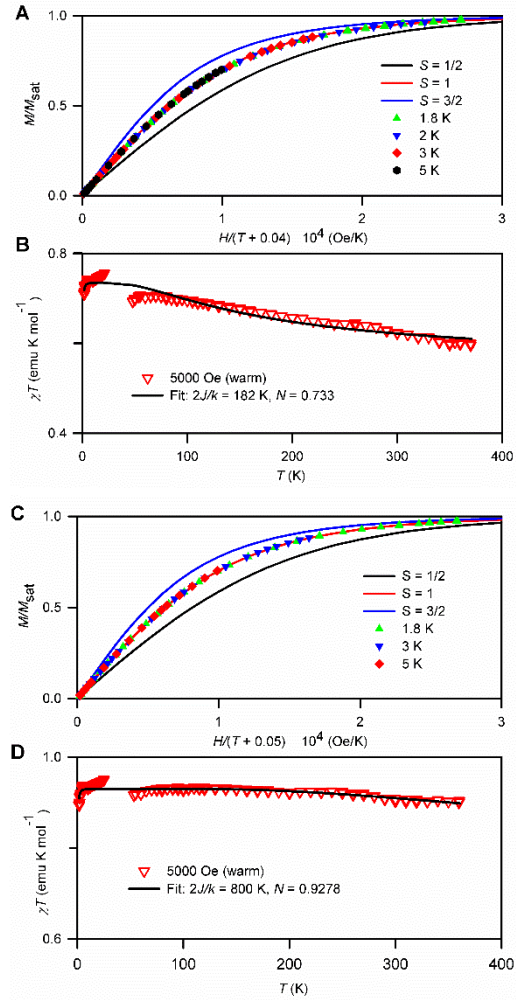 A
1.0
M/Msat
0.5
0.0
S = 1/2
S = 1
S = 3/2
1.8 K
2 K
3 K
5 K
0 1 2 3
H/(T + 0.04) 10⁴ (Oe/K)
B
0.8
χT (emu K mol⁻¹)
5000 Oe (warm)
Fit: 2J/k = 182 K, N = 0.733
0.4
0 100 200 300 400
T (K)
C
1.0
M/Msat
0.5
0.0
S = 1/2
S = 1
S = 3/2
1.8 K
3 K
5 K
0 1 2 3
H/(T + 0.05) 10⁴ (Oe/K)
D
1.0
χT (emu K mol⁻¹)
5000 Oe (warm)
Fit: 2J/k = 800 K, N = 0.9278
0.6
0 100 200 300 400
T (K)